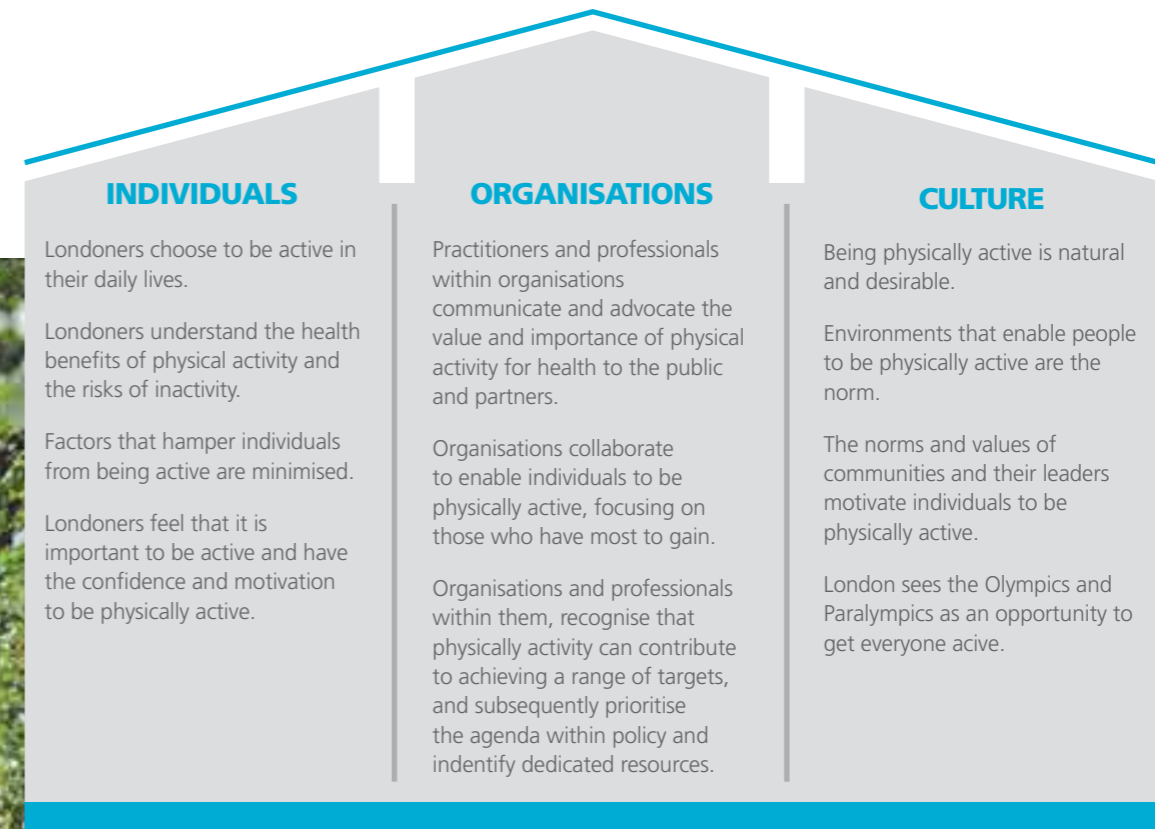 INDIVIDUALS
Londoners choose to be active in
their daily lives.
Londoners understand the health
benefits of physical activity and
the risks of inactivity.
Factors that hamper individuals
from being active are minimised.
Londoners feel that it is
important to be active and have
the confidence and motivation
to be physically active.
ORGANISATIONS
Practitioners and professionals
within organisations
communicate and advocate the
value and importance of physical
activity for health to the public
and partners.
Organisations collaborate
to enable individuals to be
physically active, focusing on
those who have most to gain.
Organisations and professionals
within them, recognise that
physically activity can contribute
to achieving a range of targets,
and subsequently prioritise
the agenda within policy and
indentify dedicated resources.
CULTURE
Being physically active is natural
and desirable.
Environments that enable people
to be physically active are the
norm.
The norms and values of
communities and their leaders
motivate individuals to be
physically active.
London sees the Olympics and
Paralympics as an opportunity to
get everyone acive.